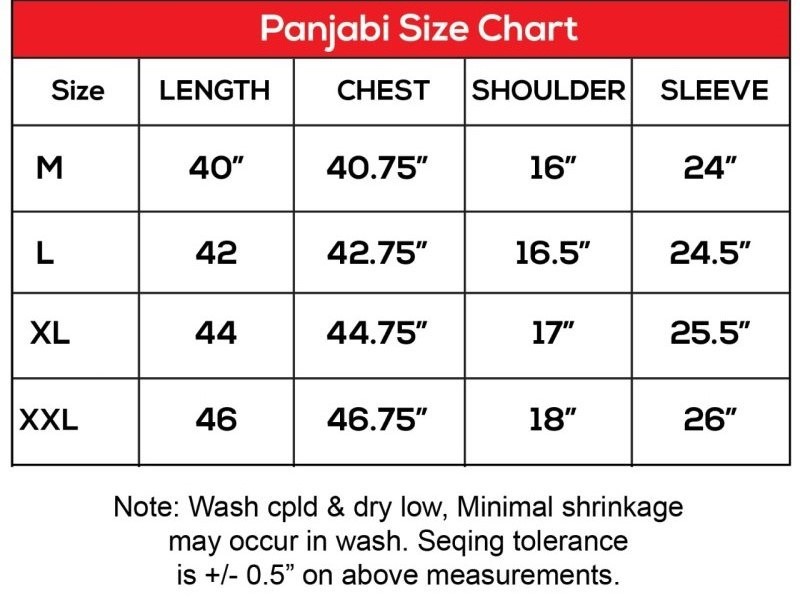 Panjabi Size Chart
Size LENGTH CHEST SHOULDER SLEEVE
M 40” 40.75” 16” 24”
L 42 42.75” 16.5” 24.5”
XL 44 44.75” 17” 25.5”
XXL 46 46.75” 18” 26”
Note: Wash cpld & dry low, Minimal shrinkage
may occur in wash. Seqing tolerance
is +/- 0.5” on above measurements.